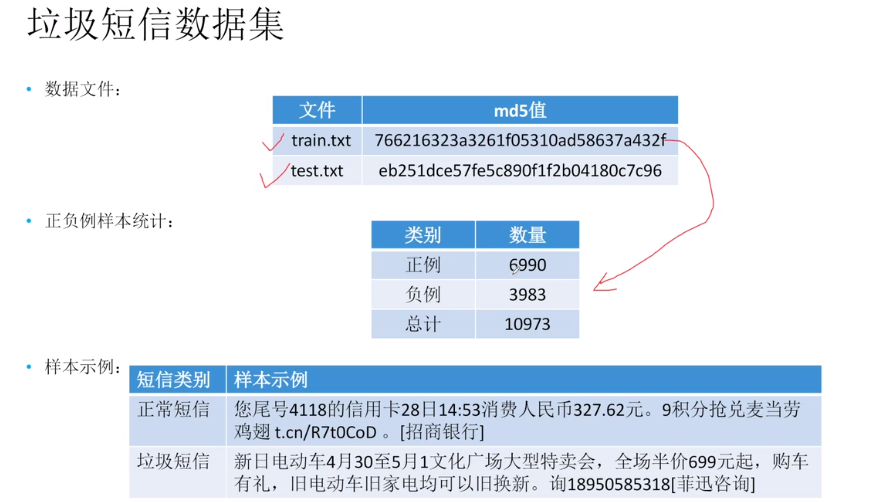 垃圾短信数据集
• 数据文件：
文件 md5值
train.txt 766216323a3261f05310ad58637a432f
test.txt eb251dce57fe5c890f1f2b04180c7c96
• 正负例样本统计：
类别 数量
正例 6990
负例 3983
总计 10973
• 样本示例：
短信类别 样本示例
正常短信 您尾号4118的信用卡28日14:53消费人民币327.62元。9积分抢兑麦当劳
鸡翅 t.cn/R7t0CoD 。[招商银行]
垃圾短信 新日电动车4月30至5月1文化广场大型特卖会，全场半价699元起，购车
有礼，旧电动车旧家电均可以旧换新。询18950585318[菲迅咨询]